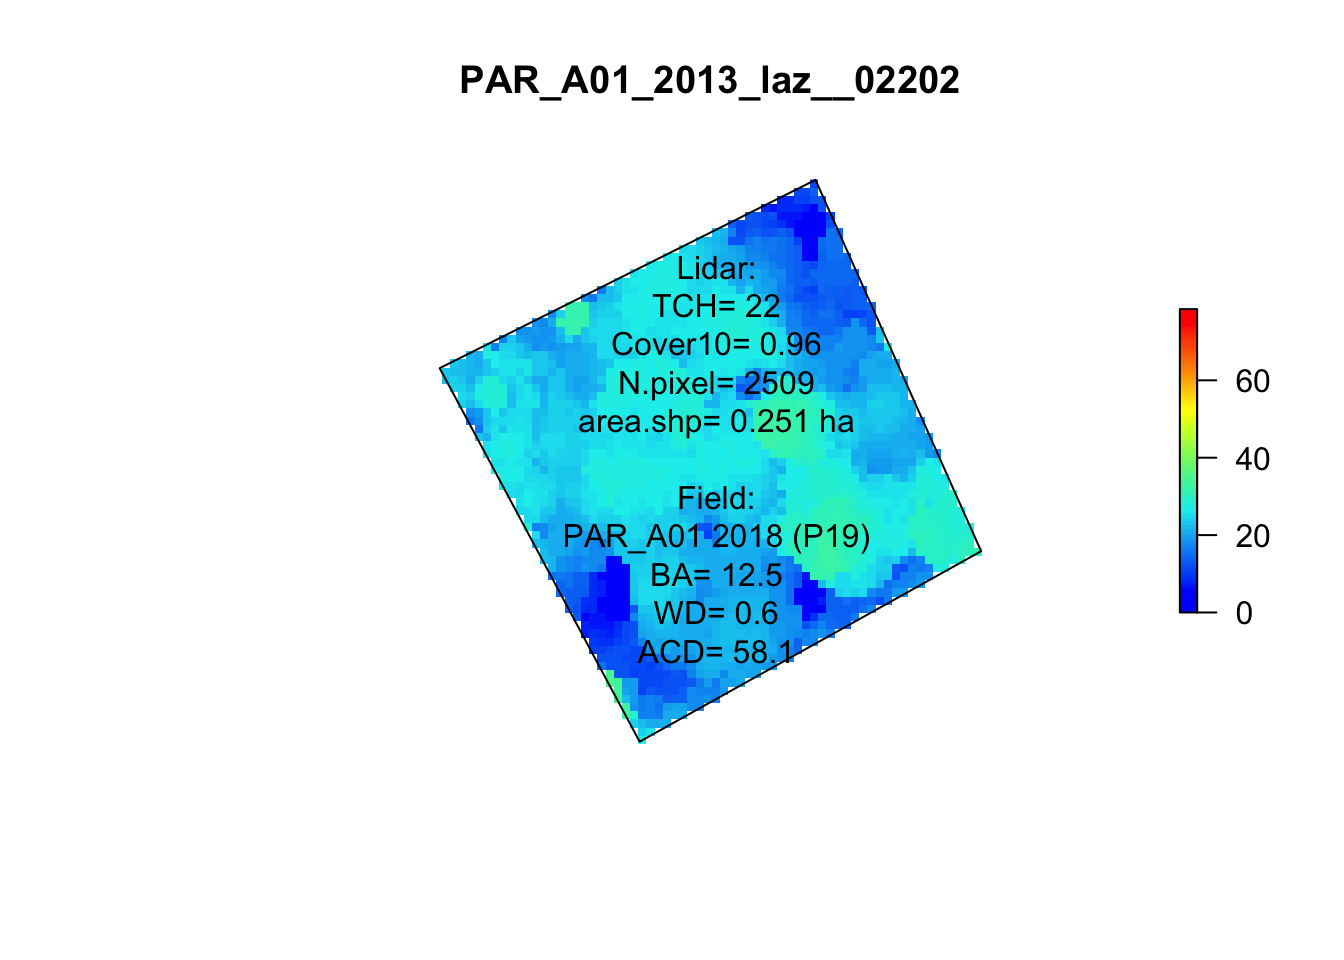 PAR_A01_2013_laz__02202
Lidar:
TCH= 22
Cover10= 0.96
N.pixel= 2509
area.shp= 0.251 ha
Field:
PAR_A01 2018 (P19)
BA= 12.5
WD= 0.6
ACD= 58.1
60
40
20
0